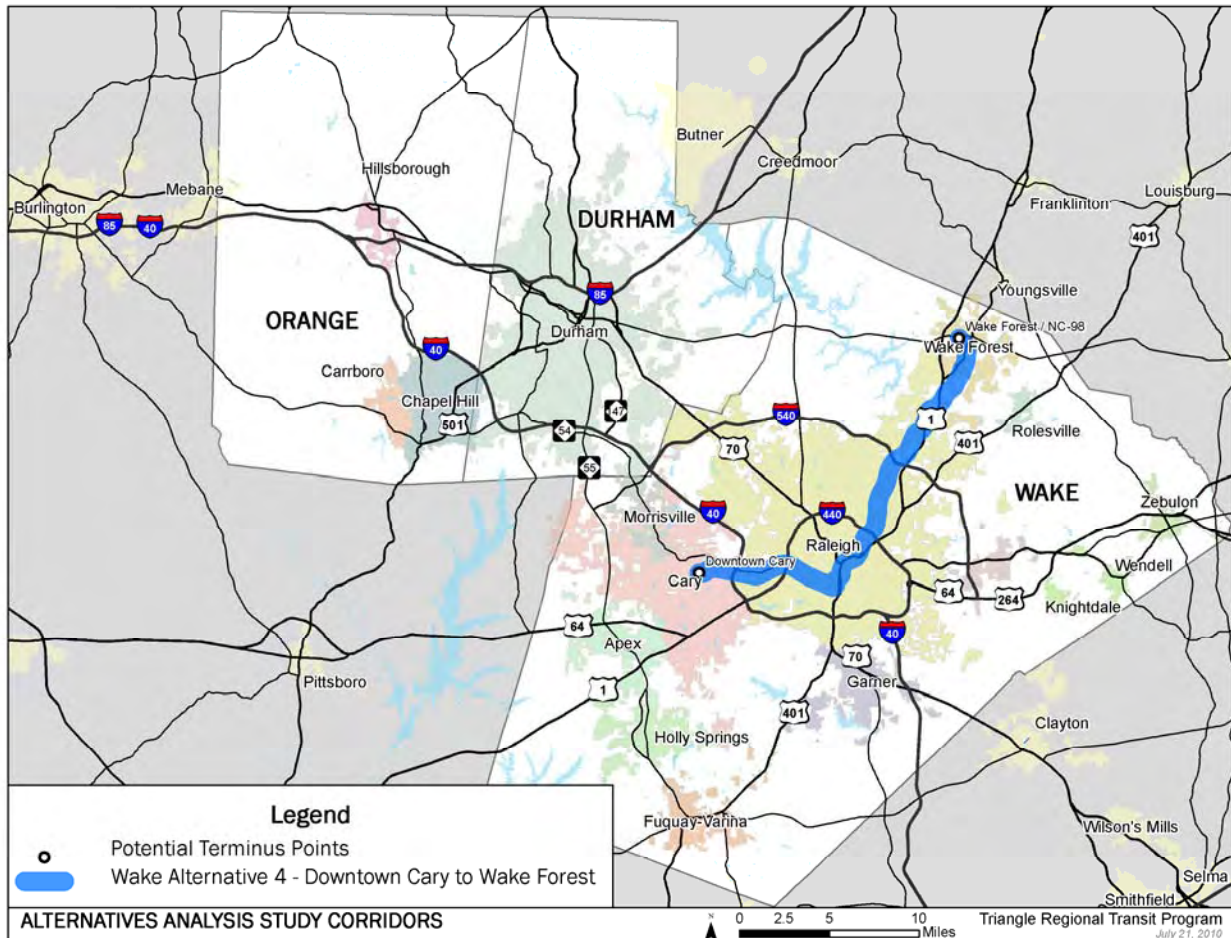 Butner
Creedmoor
Hillsborough
Mebane
Louisburg
Burlington
Franklinton
DURHAM
85
40
401
Youngsville
85
ORANGE
Durham
Wake Forest / NC-98
Wake Forest
40
Carrboro
Chapel Hill
501
147
54
540
1
401
Rolesville
70
55
WAKE
Zebulon
Morrisville
40
440
Raleigh
Downtown Cary
Cary
Wendell
64
264
Knightdale
64
Apex
40
70
Pittsboro
1
Garner
401
Clayton
Holly Springs
Fuquay-Varina
Wilson's Mills
Selma
Smithfield
Legend
Potential Terminus Points
Wake Alternative 4 - Downtown Cary to Wake Forest
ALTERNATIVES ANALYSIS STUDY CORRIDORS
N
0 2.5 5 10
Miles
Triangle Regional Transit Program
July 21, 2010